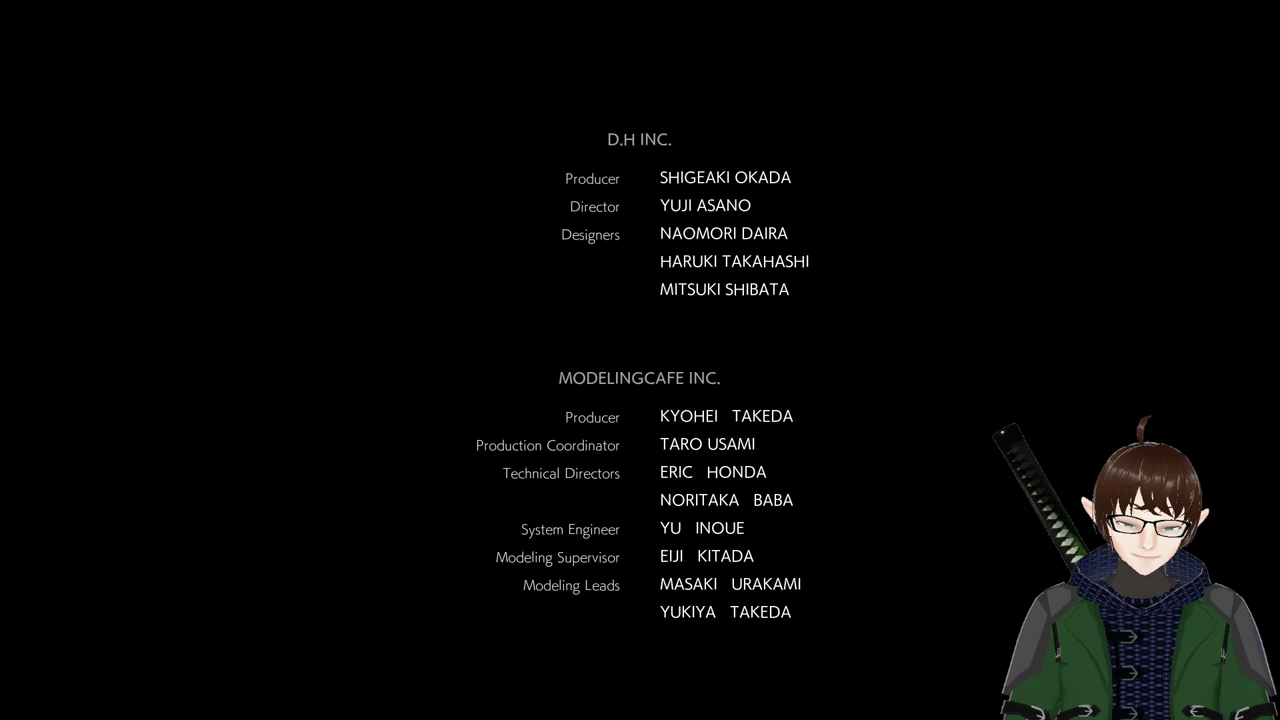 D.H INC.
Producer SHIGEAKI OKADA
Director YUJI ASANO
Designers NAOMORI DAIRA
HARUKI TAKAHASHI
MITSUKI SHIBATA
MODELINGCAFE INC.
Producer KYOHEI TAKEDA
Production Coordinator TARO USAMI
Technical Directors ERIC HONDA
NORITAKA BABA
System Engineer YU INOUE
Modeling Supervisor EIJI KITADA
Modeling Leads MASAKI URAKAMI
YUKIYA TAKEDA